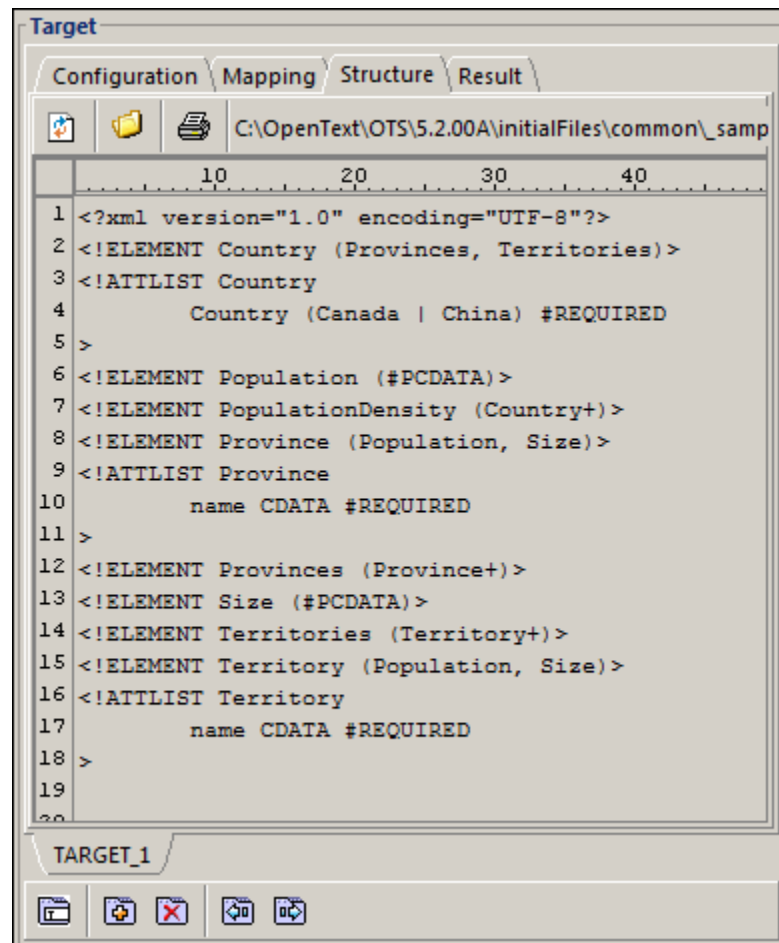 Target
Configuration Mapping Structure Result
C:\OpenText\OTS\5.2.00A\initialFiles\common\_samp
10 20 30 40
1 <?xml version="1.0" encoding="UTF-8"?>
2 <!ELEMENT Country (Provinces, Territories)>
3 <!ATTLIST Country
4 Country (Canada | China) #REQUIRED
5 >
6 <!ELEMENT Population (#PCDATA)>
7 <!ELEMENT PopulationDensity (Country+)>
8 <!ELEMENT Province (Population, Size)>
9 <!ATTLIST Province
10 name CDATA #REQUIRED
11 >
12 <!ELEMENT Provinces (Province+)>
13 <!ELEMENT Size (#PCDATA)>
14 <!ELEMENT Territories (Territory+)>
15 <!ELEMENT Territory (Population, Size)>
16 <!ATTLIST Territory
17 name CDATA #REQUIRED
18 >
19
TARGET_1